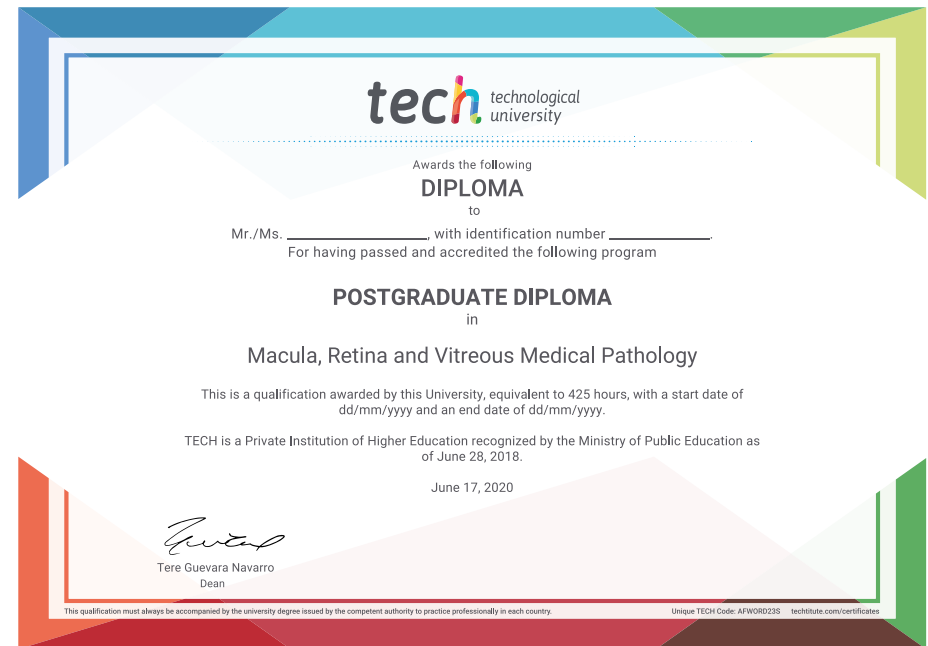 tech technological
university
Awards the following
DIPLOMA
to
Mr./Ms. ____________________, with identification number ______________.
For having passed and accredited the following program
POSTGRADUATE DIPLOMA
in
Macula, Retina and Vitreous Medical Pathology
This is a qualification awarded by this University, equivalent to 425 hours, with a start date of
dd/mm/yyyy and an end date of dd/mm/yyyy.
TECH is a Private Institution of Higher Education recognized by the Ministry of Public Education as
of June 28, 2018.
June 17, 2020
Tere Guevara Navarro
Dean
This qualification must always be accompanied by the university degree issued by the competent authority to practice professionally in each country.
Unique TECH Code: AFWORD23S techtitute.com/certificates